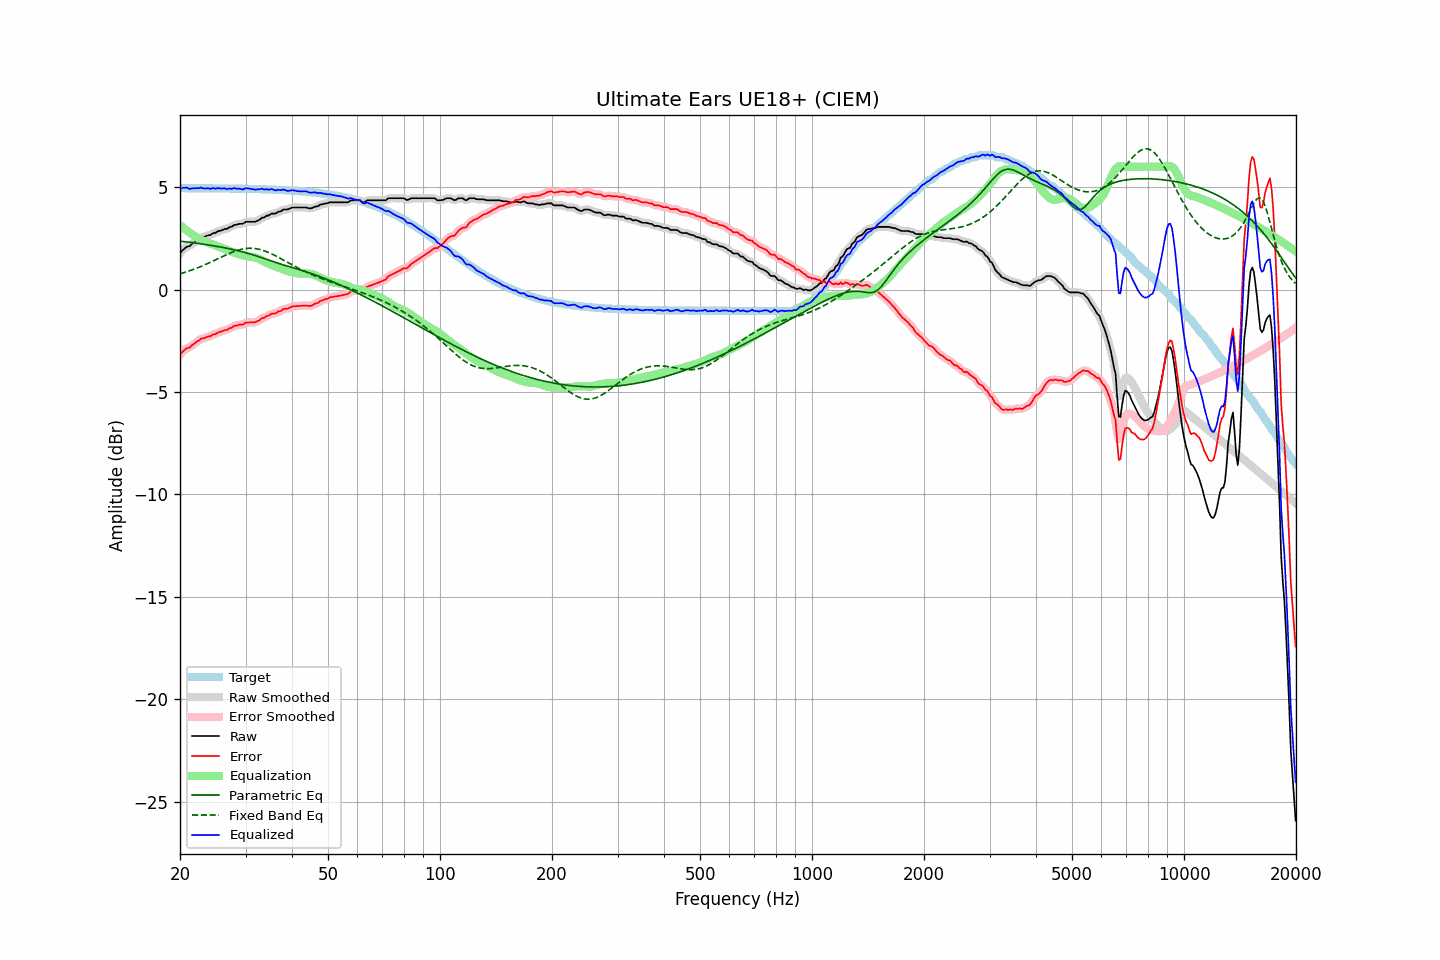 Ultimate Ears UE18+ (CIEM)
Amplitude (dBr)
5
0
−5
−10
−15
−20
−25
Target
Raw Smoothed
Error Smoothed
Raw
Error
Equalization
Parametric Eq
Fixed Band Eq
Equalized
20 50 100 200 500 1000 2000 5000 10000 20000
Frequency (Hz)